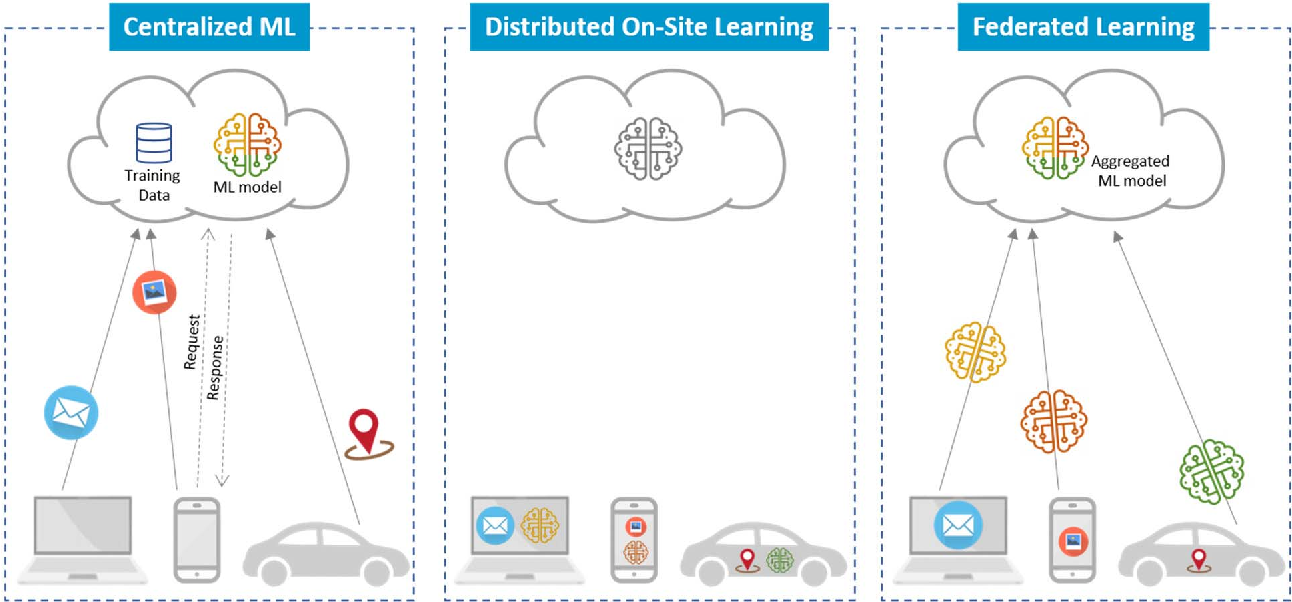 Centralized ML
Distributed On-Site Learning
Federated Learning
Training
Data
ML model
Request
Response
Aggregated
ML model